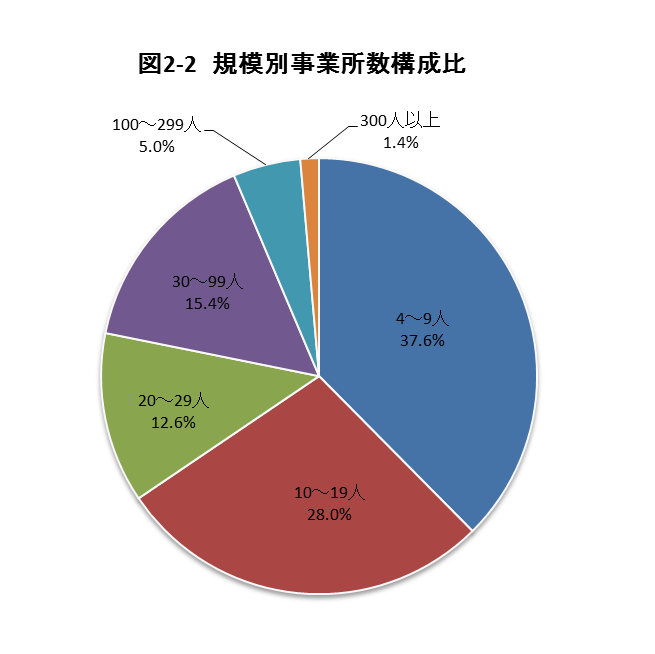 図2-2 規模別事業所数構成比
100～299人
5.0%
300人以上
1.4%
30～99人
15.4%
4～9人
37.6%
20～29人
12.6%
10～19人
28.0%